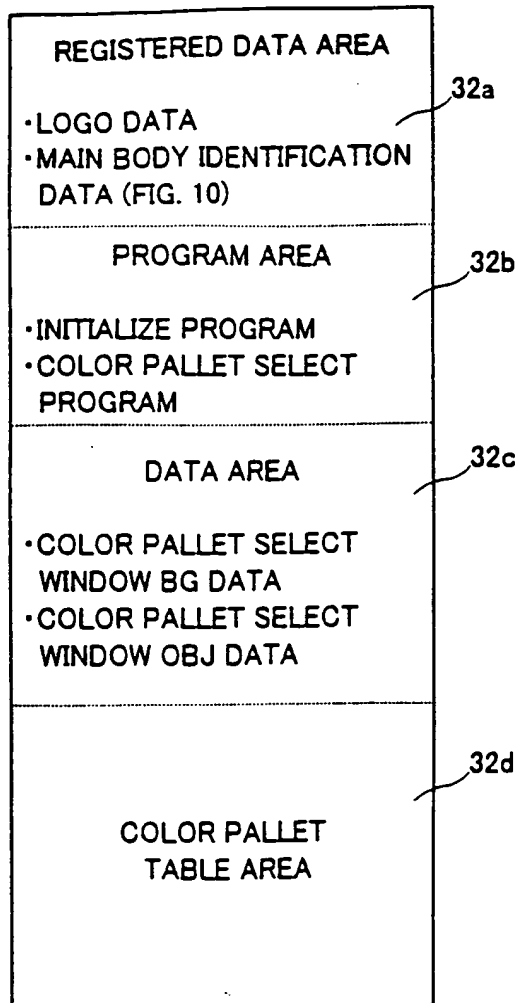 REGISTERED DATA AREA
32a
·LOGO DATA
·MAIN BODY IDENTIFICATION
DATA (FIG. 10)
PROGRAM AREA
32b
·INITIALIZE PROGRAM
·COLOR PALLET SELECT
PROGRAM
DATA AREA
32c
·COLOR PALLET SELECT
WINDOW BG DATA
·COLOR PALLET SELECT
WINDOW OBJ DATA
32d
COLOR PALLET
TABLE AREA